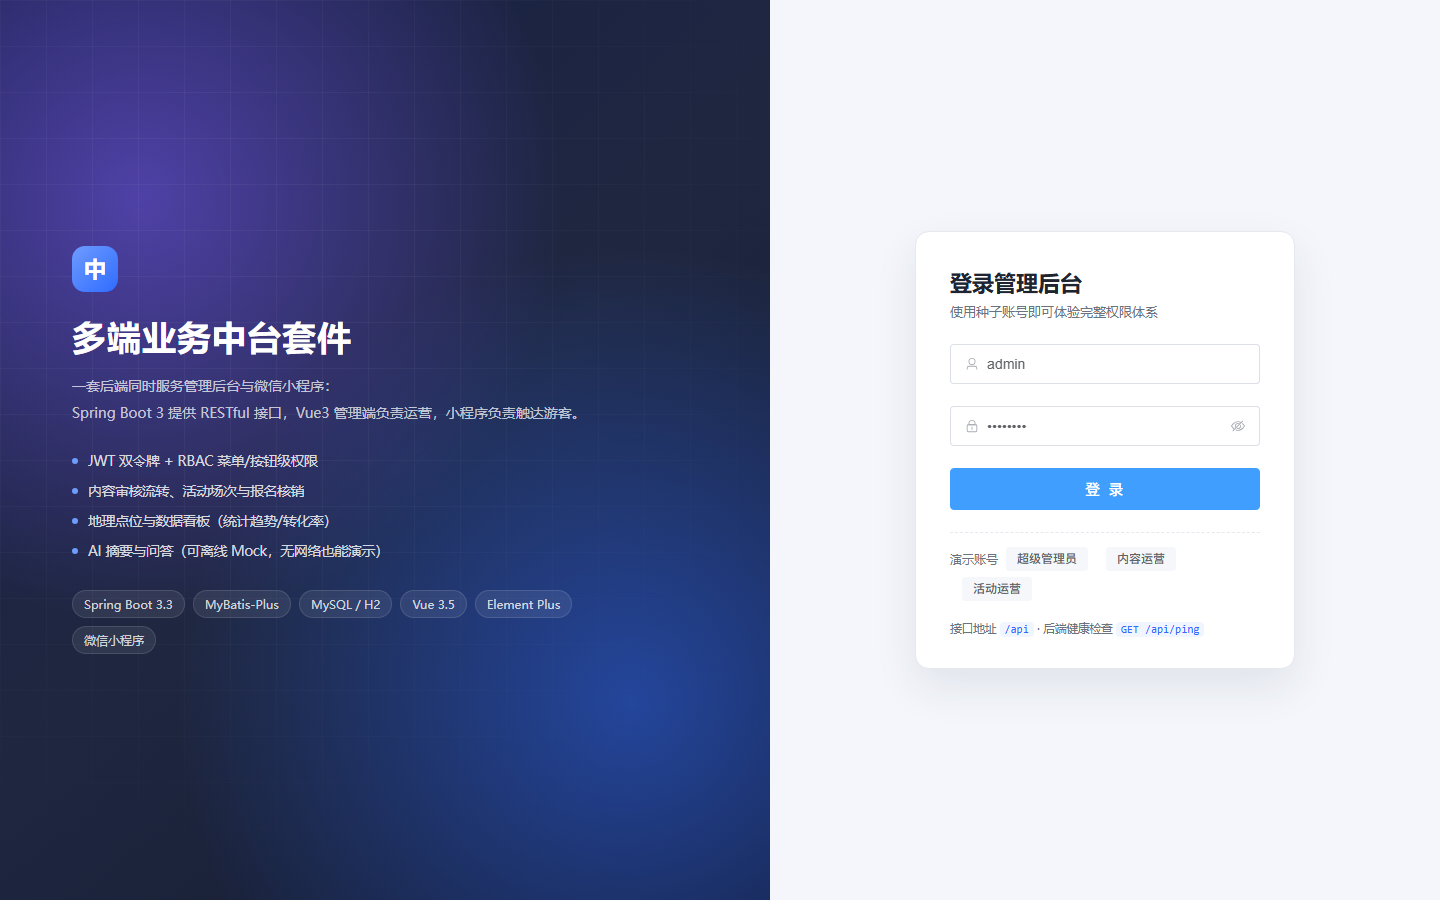 中
多端业务中台套件
一套后端同时服务管理后台与微信小程序：
Spring Boot 3 提供 RESTful 接口，Vue3 管理端负责运营，小程序负责触达游客。
JWT 双令牌 + RBAC 菜单/按钮级权限
内容审核流转、活动场次与报名核销
地理点位与数据看板（统计趋势/转化率）
AI 摘要与问答（可离线 Mock，无网络也能演示）
Spring Boot 3.3 MyBatis-Plus MySQL / H2 Vue 3.5 Element Plus
微信小程序
登录管理后台
使用种子账号即可体验完整权限体系
admin
••••••••
登 录
演示账号 超级管理员 内容运营
活动运营
接口地址 /api · 后端健康检查 GET /api/ping